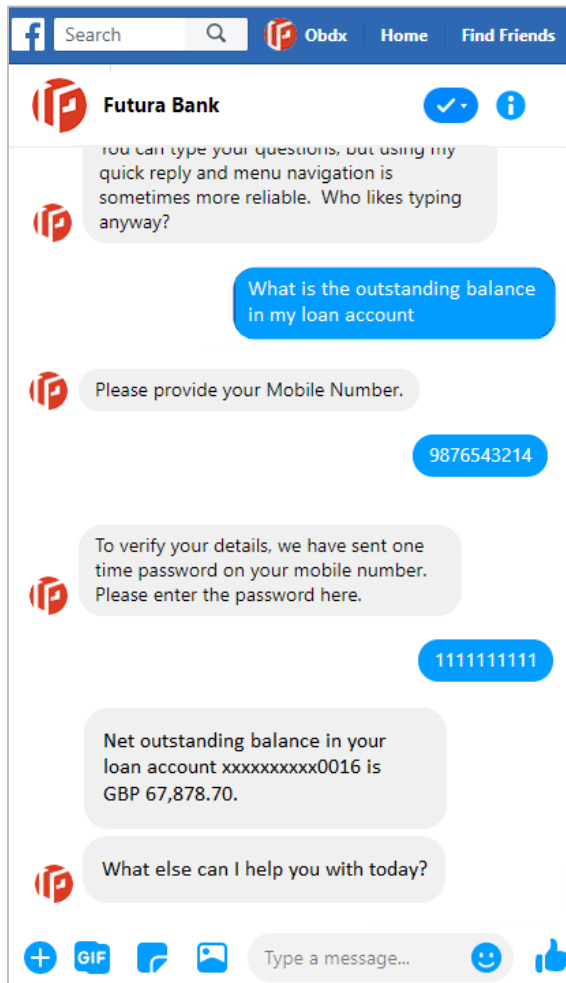 f Search Obdx Home Find Friends
Futura Bank
You can type your questions, but using my
quick reply and menu navigation is
sometimes more reliable.  Who likes typing
anyway?
What is the outstanding balance
in my loan account
Please provide your Mobile Number.
9876543214
To verify your details, we have sent one
time password on your mobile number.
Please enter the password here.
1111111111
Net outstanding balance in your
loan account xxxxxxxxxx0016 is
GBP 67,878.70.
What else can I help you with today?
GIF Type a message...